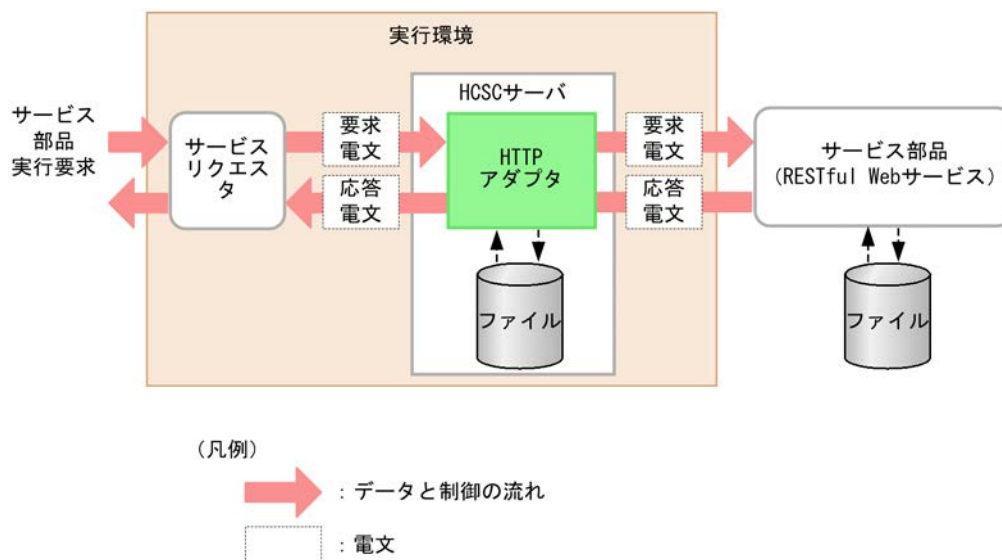 実行環境
HCSCサーバ
サービス
部品
実行要求
サービス
リクエス
タ
要求
電文
応答
電文
HTTP
アダプタ
要求
電文
応答
電文
サービス部品
(RESTful Webサービス)
ファイル
ファイル
(凡例)
:データと制御の流れ
:電文